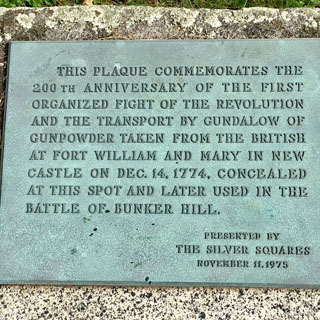 THIS PLAQUE COMMEMORATES THE
200TH ANNIVERSARY OF THE FIRST
ORGANIZED FIGHT OF THE REVOLUTION
AND THE TRANSPORT BY GUNDALOW OF
GUNPOWDER TAKEN FROM THE BRITISH
AT FORT WILLIAM AND MARY IN NEW
CASTLE ON DEC. 14, 1774, CONCEALED
AT THIS SPOT AND LATER USED IN THE
BATTLE OF BUNKER HILL.
PRESENTED BY
THE SILVER SQUARES
NOVEMBER 11, 1975